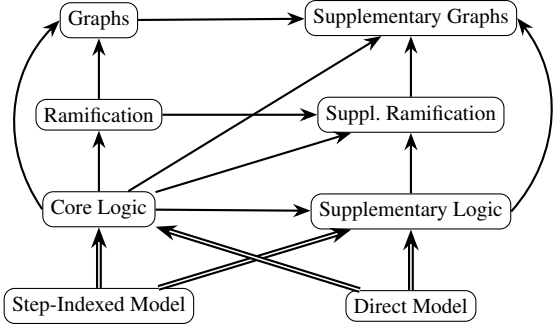 Graphs
Supplementary Graphs
Ramification
Suppl. Ramification
Core Logic
Supplementary Logic
Step-Indexed Model
Direct Model